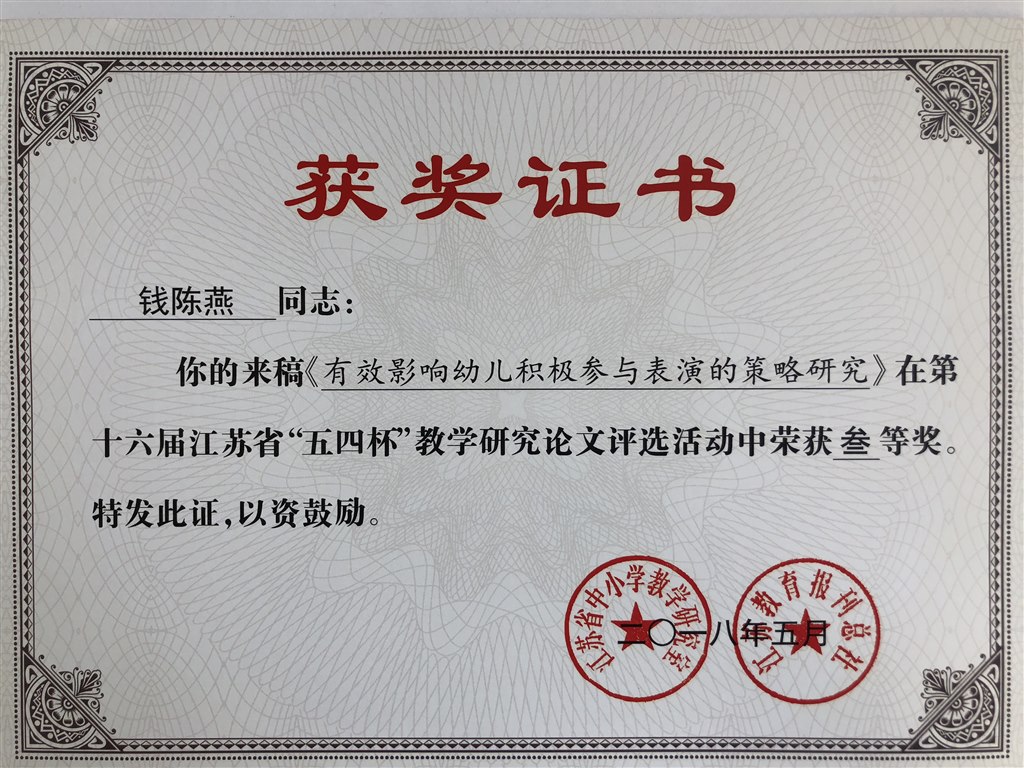 获奖证书
钱陈燕 同志：
你的来稿《有效影响幼儿积极参与表演的策略研究》在第
十六届江苏省“五四杯”教学研究论文评选活动中荣获叁等奖。
特发此证，以资鼓励。
江苏省中小学教学研究室
江苏教育报刊总社
二〇一八年五月